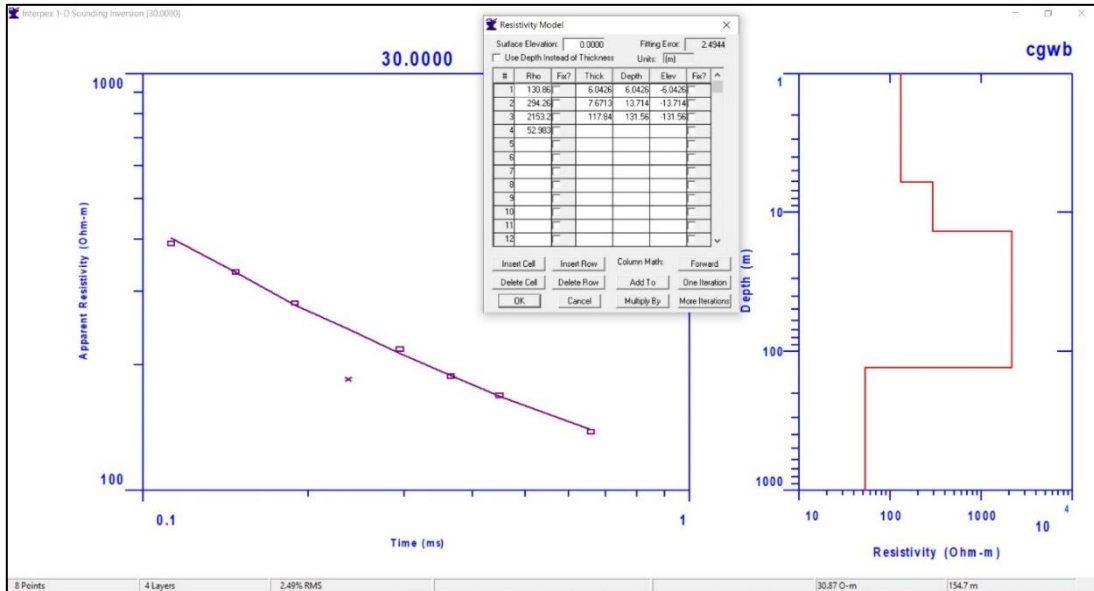 Interpex 1-D Sounding Inversion [30.0000]
30.0000
cgwb
1000
100
Apparent Resistivity (Ohm-m)
0.1
1
Time (ms)
Resistivity Model
Surface Elevation: 0.0000 Fitting Error: 2.4944
Use Depth Instead of Thickness Units: (m)
# Rho Fix? Thick Depth Elev Fix?
1 130.86 6.0426 6.0426 -6.0426
2 294.26 7.6713 13.714 -13.714
3 2153.2 117.84 131.56 -131.56
4 52.983
5
6
7
8
9
10
11
12
Insert Cell Insert Row Column Math: Forward
Delete Cell Delete Row Add To One Iteration
OK Cancel Multiply By More Iterations
1
10
100
1000
Depth (m)
10 100 1000 10 4
Resistivity (Ohm-m)
8 Points 4 Layers 2.49% RMS 30.87 O-m 154.7 m